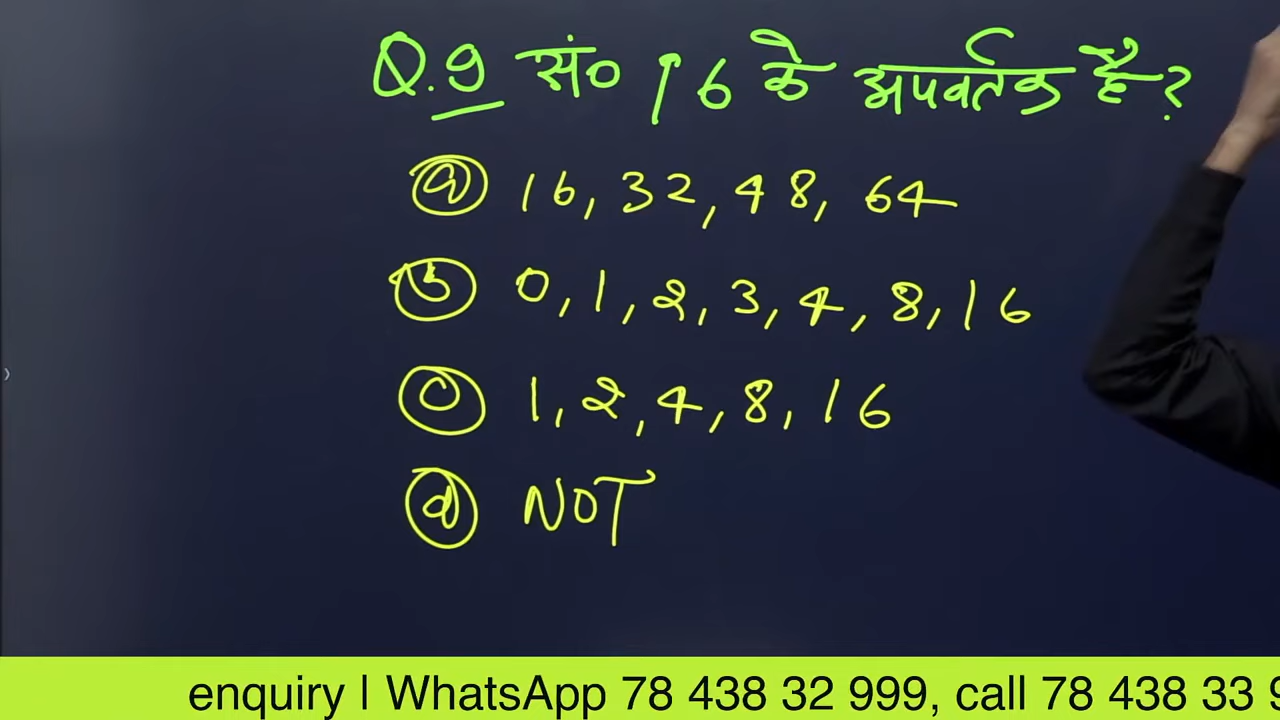 Q.9 सं० 16 के अपवर्तक है?
(a) 16, 32, 48, 64
(b) 0, 1, 2, 3, 4, 8, 16
(c) 1, 2, 4, 8, 16
(d) NOT
enquiry | WhatsApp 78 438 32 999, call 78 438 33 9